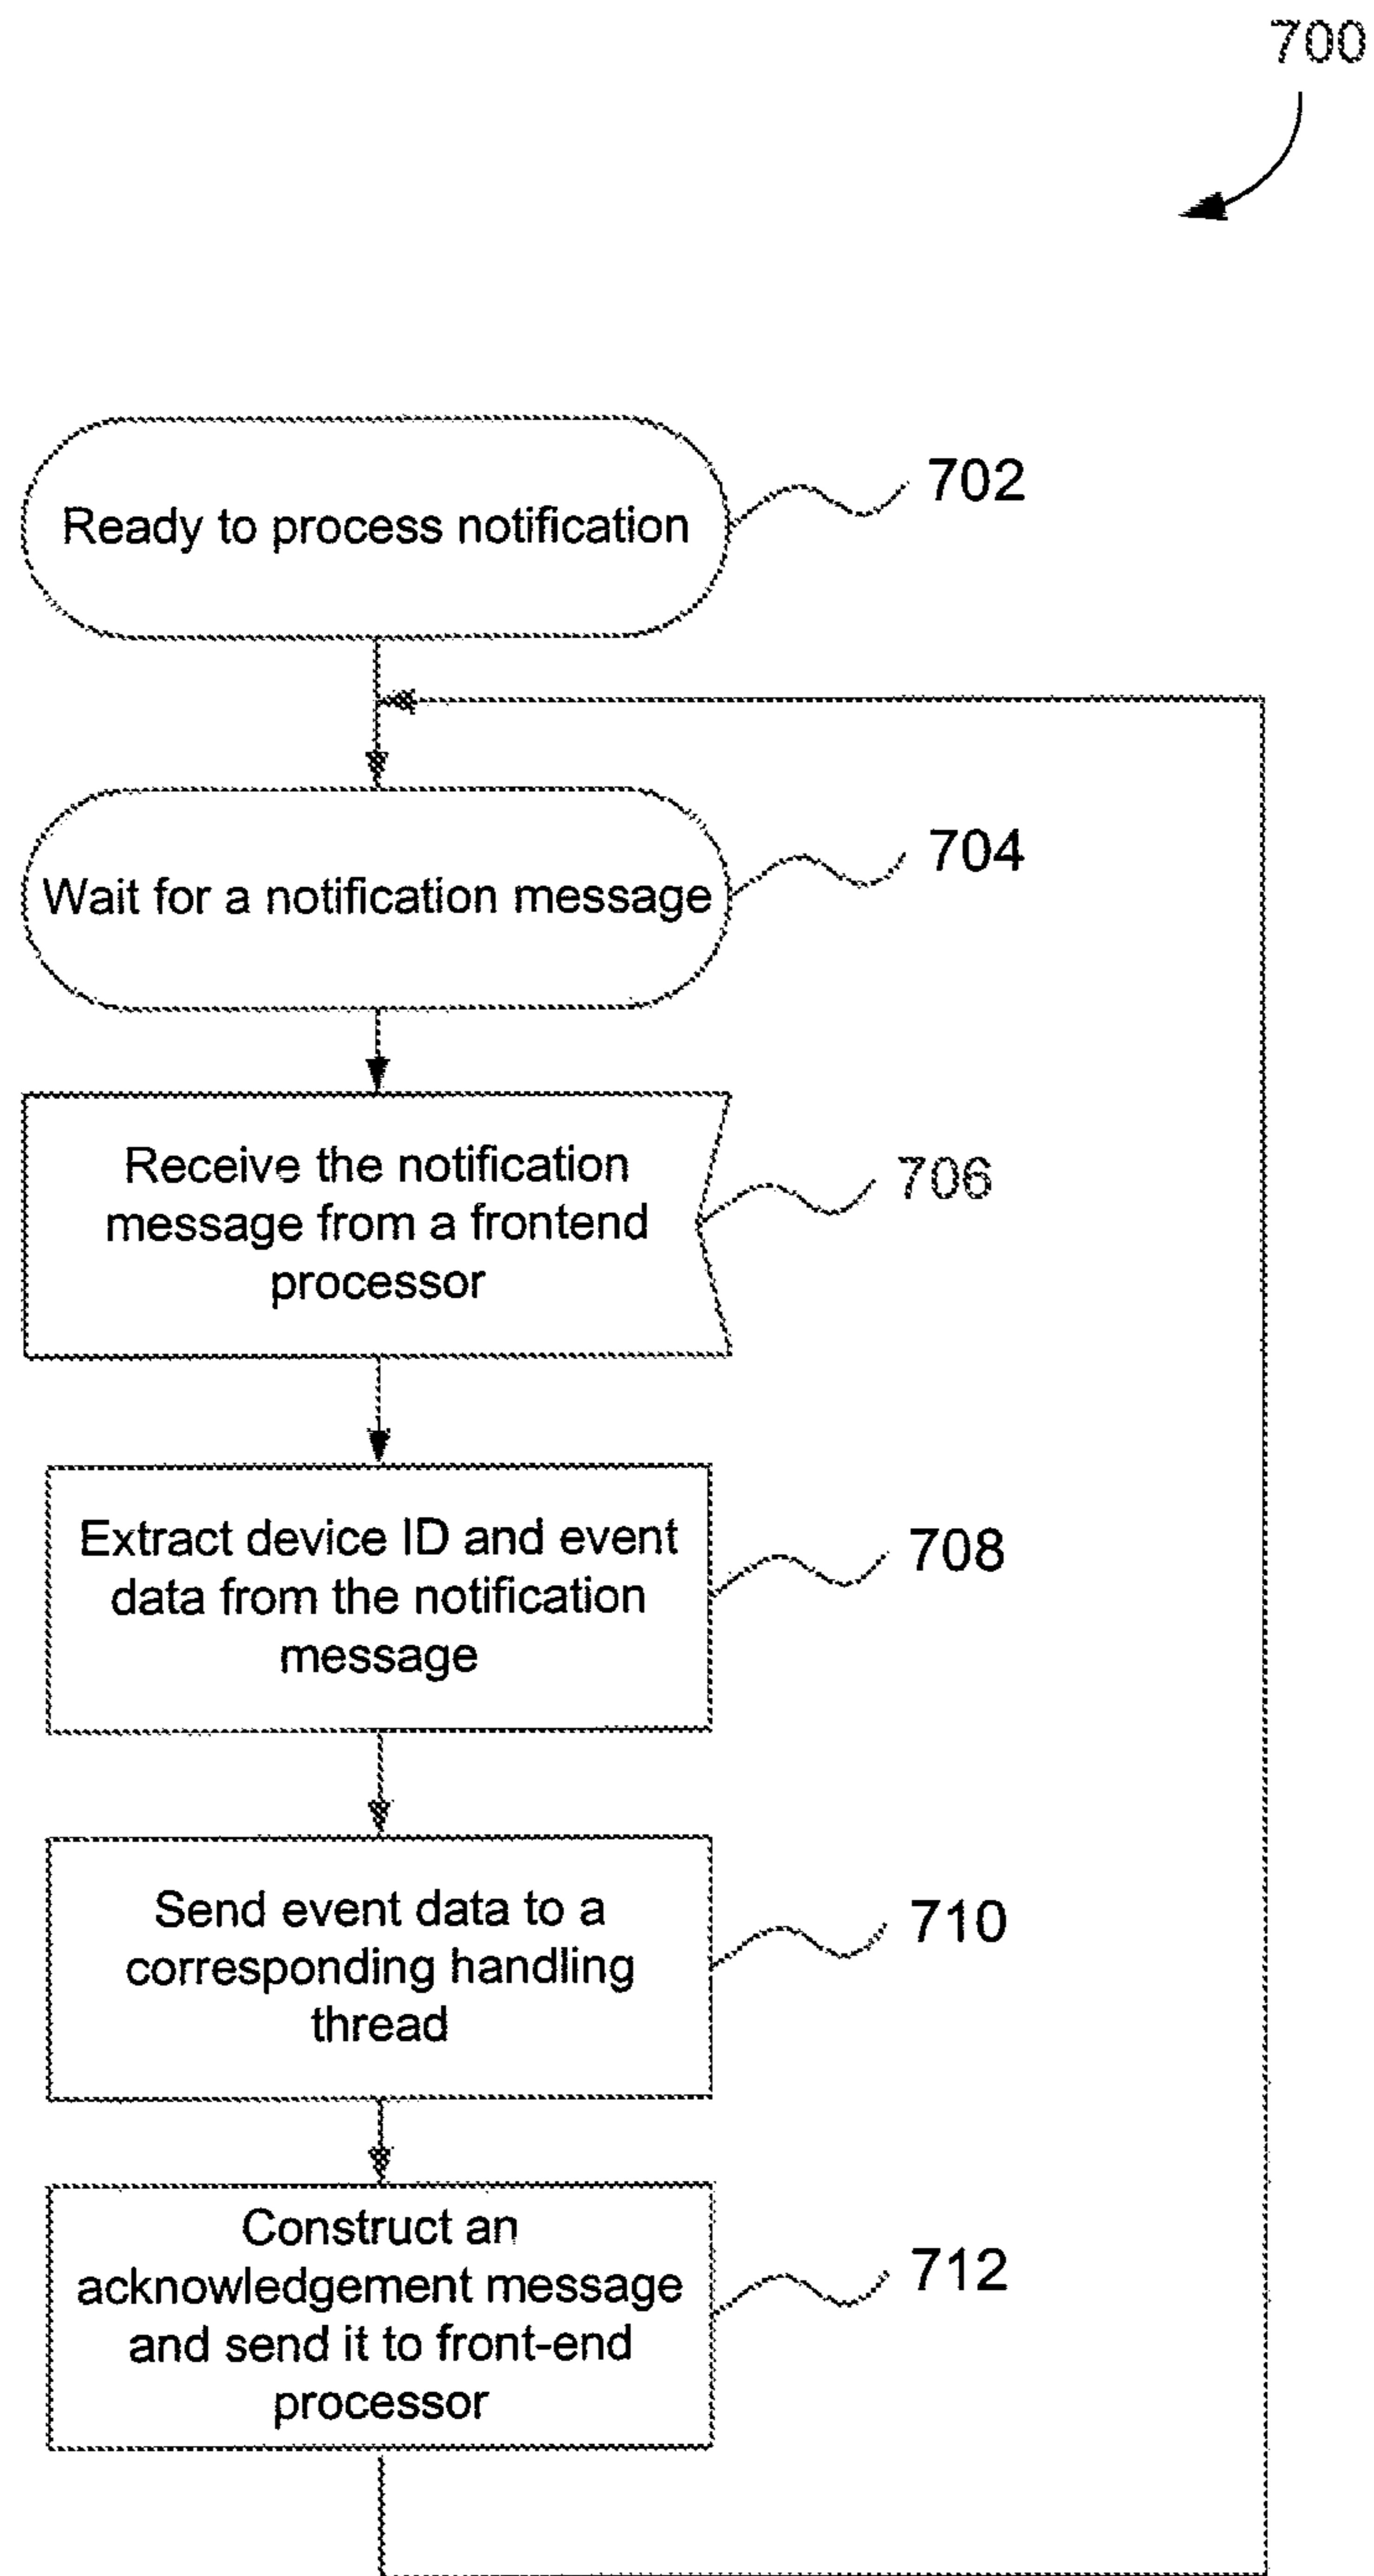 700
Ready to process notification
702
Wait for a notification message
704
Receive the notification
message from a frontend
processor
706
Extract device ID and event
data from the notification
message
708
Send event data to a
corresponding handling
thread
710
Construct an
acknowledgement message
and send it to front-end
processor
712